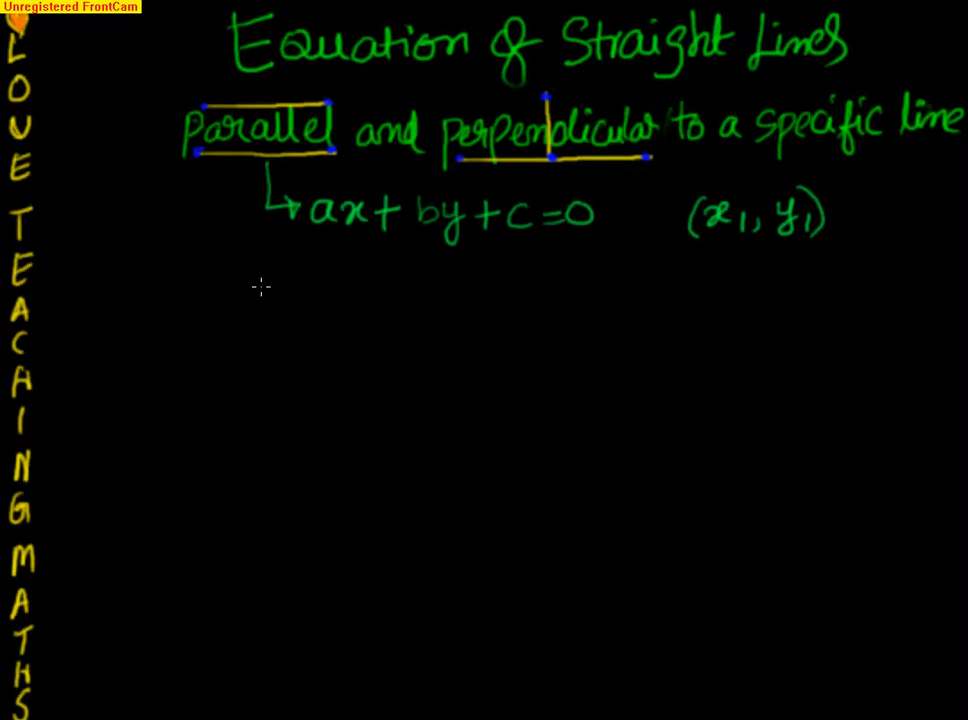 Unregistered FrontCam
Equation of Straight Lines
Parallel and perpendicular to a specific line
ax + by + c = 0 (x₁, y₁)
LOVE TEACHING MATHS